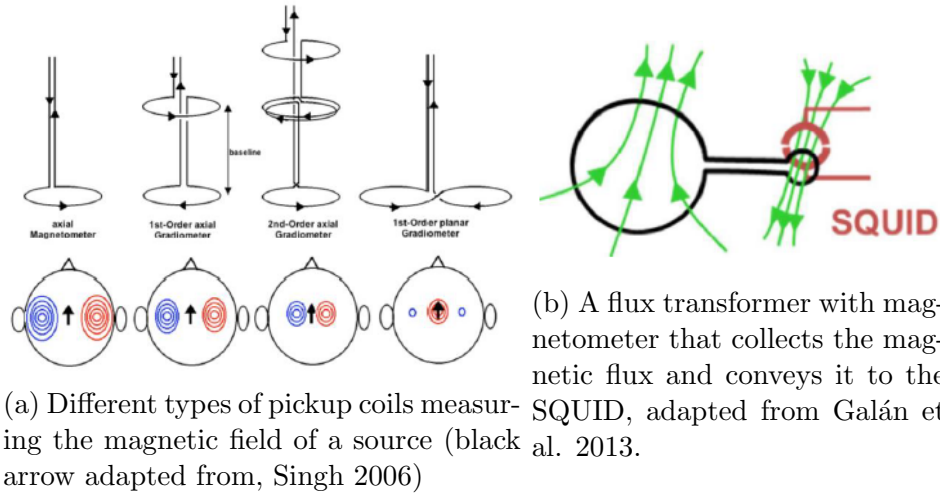 baseline
axial
Magnetometer
1st-Order axial
Gradiometer
2nd-Order axial
Gradiometer
1st-Order planar
Gradiometer
(a) Different types of pickup coils measur-
ing the magnetic field of a source (black
arrow adapted from, Singh 2006)
SQUID
(b) A flux transformer with mag-
netometer that collects the mag-
netic flux and conveys it to the
SQUID, adapted from Galán et
al. 2013.